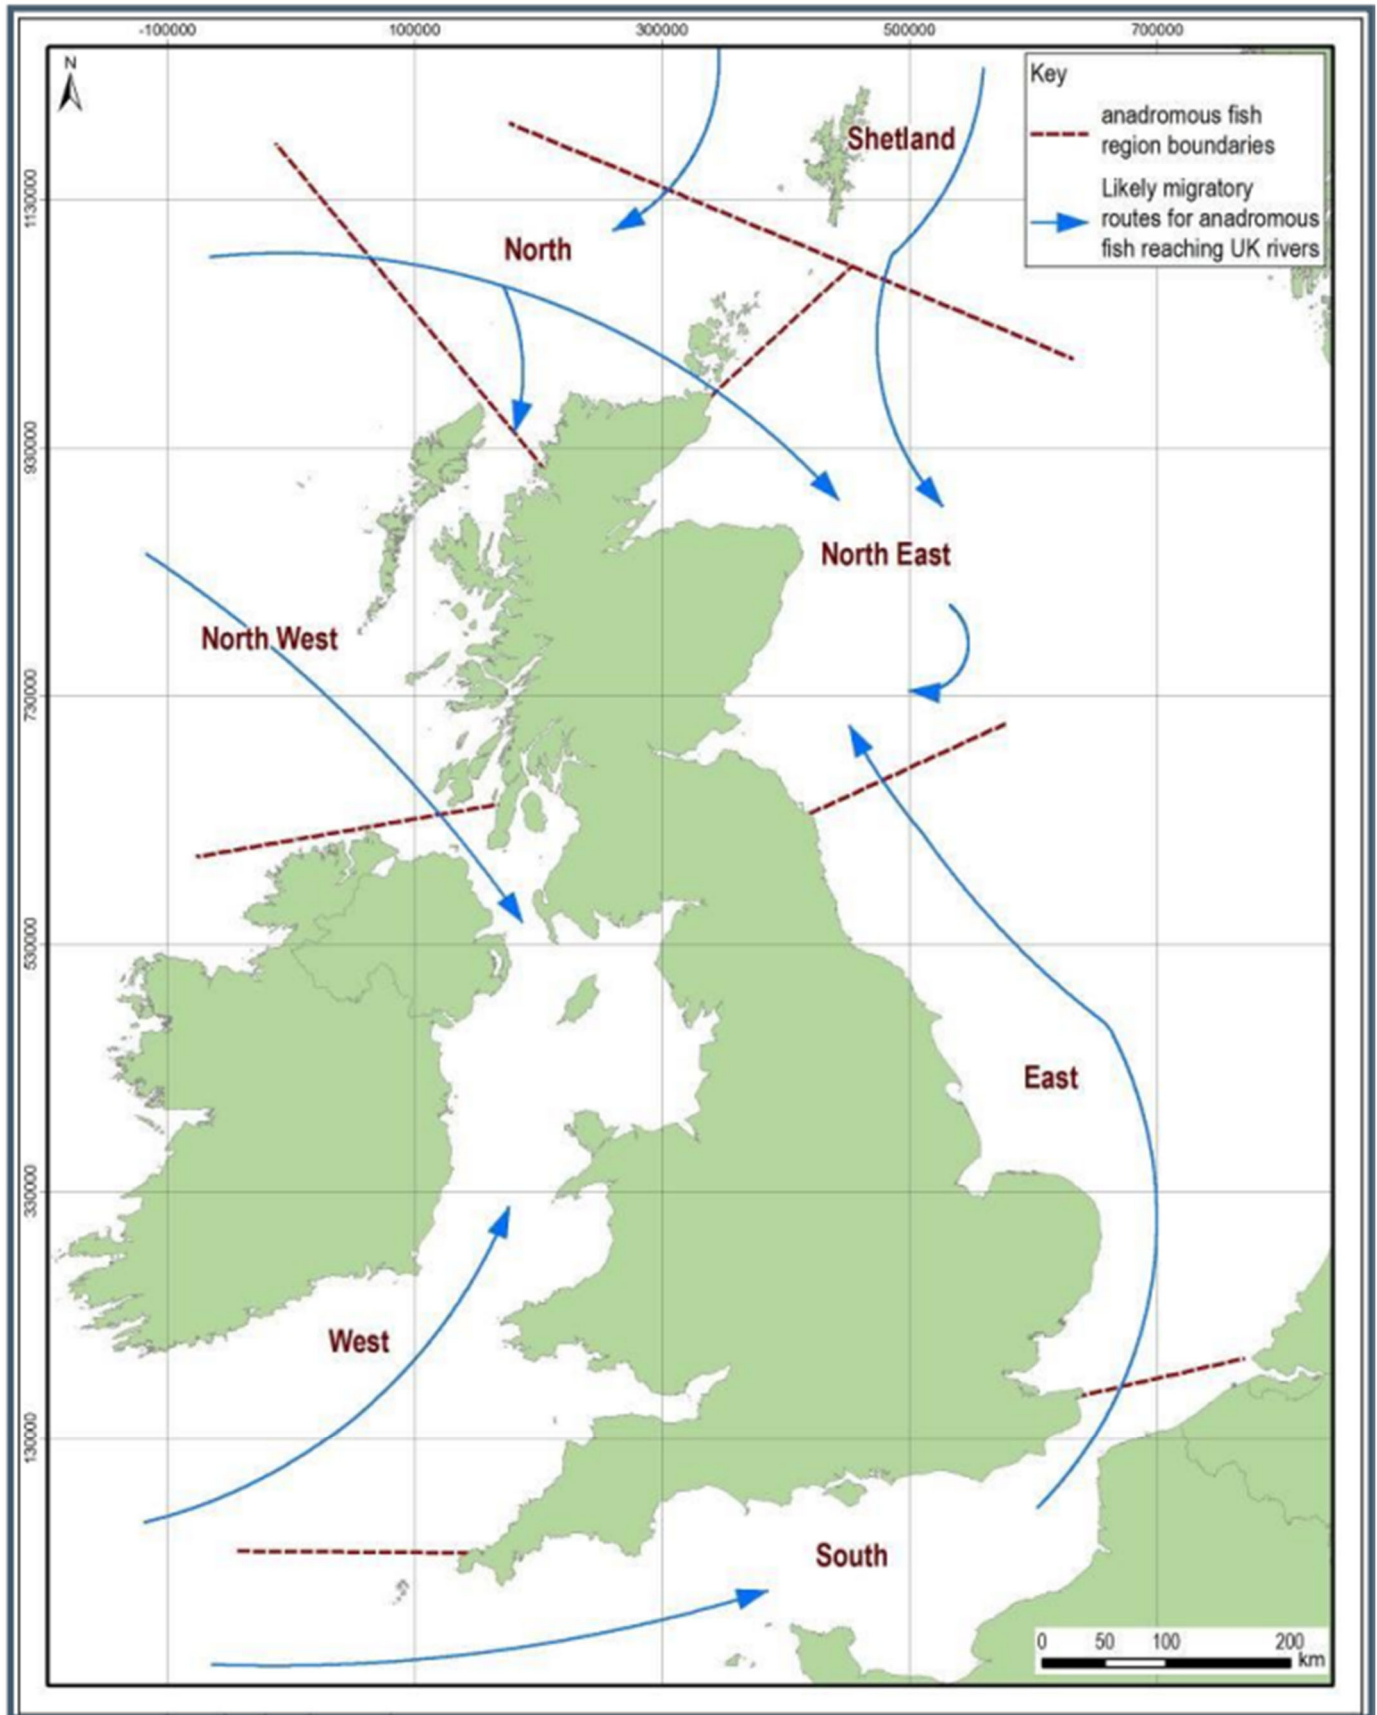 -100000 100000 300000 500000 700000
N
Key
anadromous fish
region boundaries
Likely migratory
routes for anadromous
fish reaching UK rivers
Shetland
1130000
North
930000
North East
North West
730000
530000
East
330000
West
130000
South
0 50 100 200
km